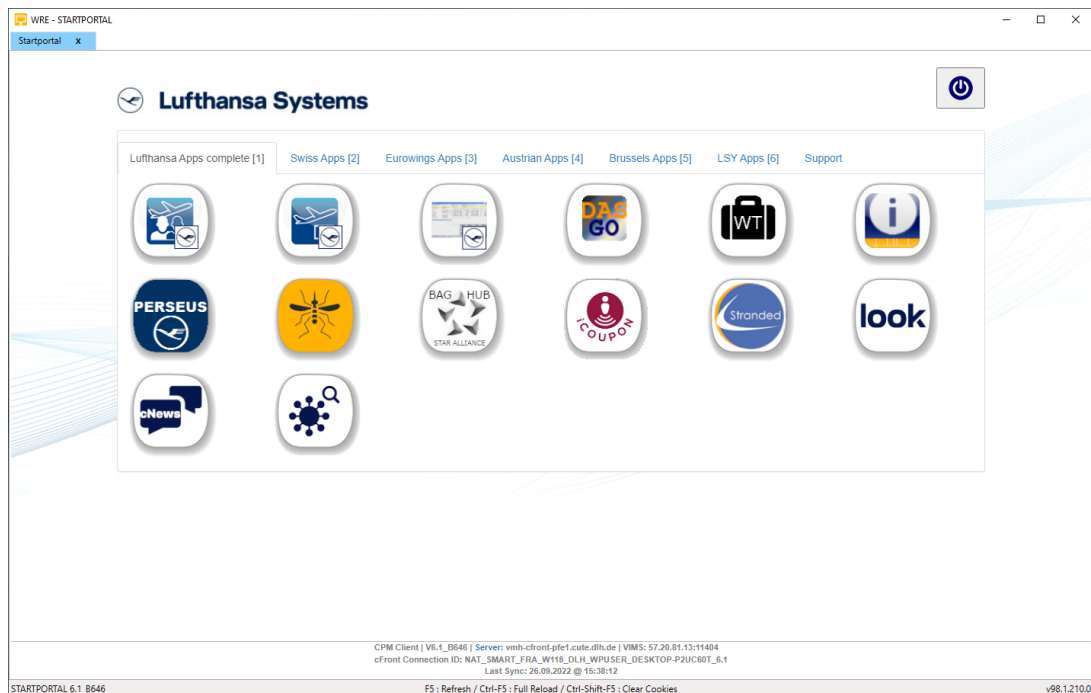 WRE - STARTPORTAL
Startportal x
Lufthansa Systems
Lufthansa Apps complete [1] Swiss Apps [2] Eurowings Apps [3] Austrian Apps [4] Brussels Apps [5] LSY Apps [6] Support
DAS
GO
WT
i
PERSEUS
BAG HUB
STAR ALLIANCE
iCOUPON
Stranded
look
cNews
CPM Client | V6.1_B646 | Server: vmh-cfront-pfe1.cute.dlh.de | VIMS: 57.20.81.13:11404
cFront Connection ID: NAT_SMART_FRA_W118_DLH_WPUSER_DESKTOP-P2UC60T_6.1
Last Sync: 26.09.2022 @ 15:38:12
STARTPORTAL 6.1_B646 F5 : Refresh / Ctrl-F5 : Full Reload / Ctrl-Shift-F5 : Clear Cookies v98.1.210.0